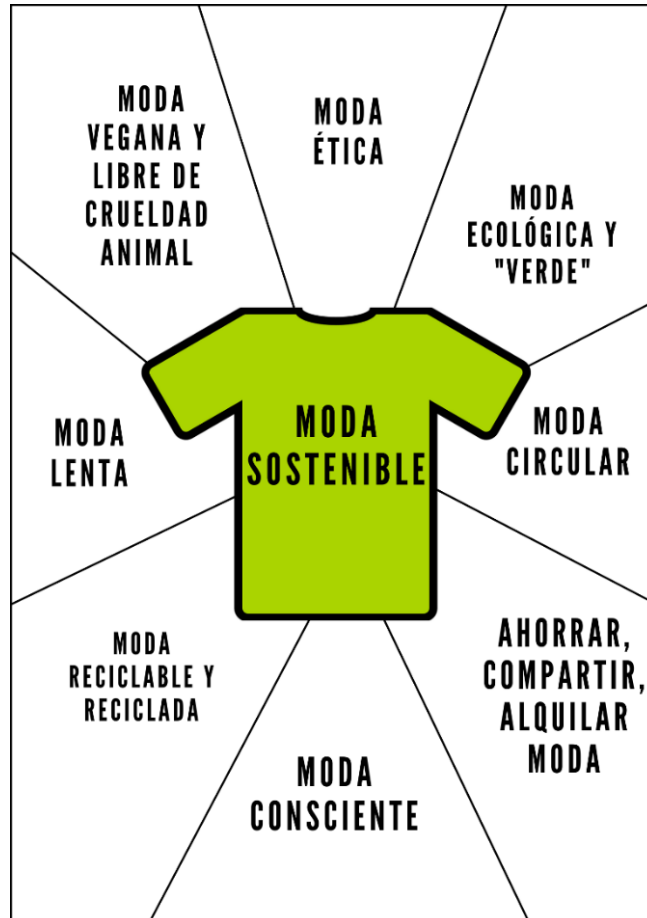 MODA
VEGANA Y
LIBRE DE
CRUELDAD
ANIMAL
MODA
ÉTICA
MODA
ECOLÓGICA Y
"VERDE"
MODA
LENTA
MODA
SOSTENIBLE
MODA
CIRCULAR
MODA
RECICLABLE Y
RECICLADA
MODA
CONSCIENTE
AHORRAR,
COMPARTIR,
ALQUILAR
MODA